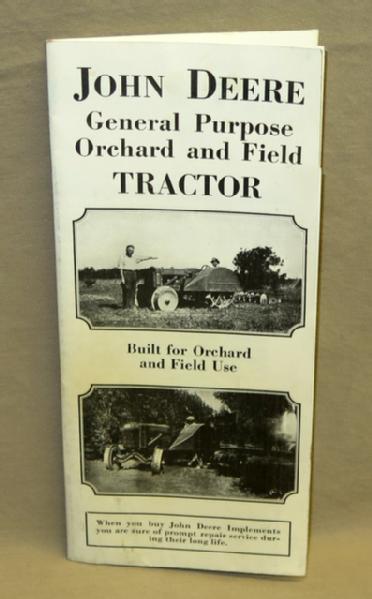 JOHN DEERE
General Purpose
Orchard and Field
TRACTOR
Built for Orchard
and Field Use
When you buy John Deere Implements
you are sure of prompt repair service dur-
ing their long life.